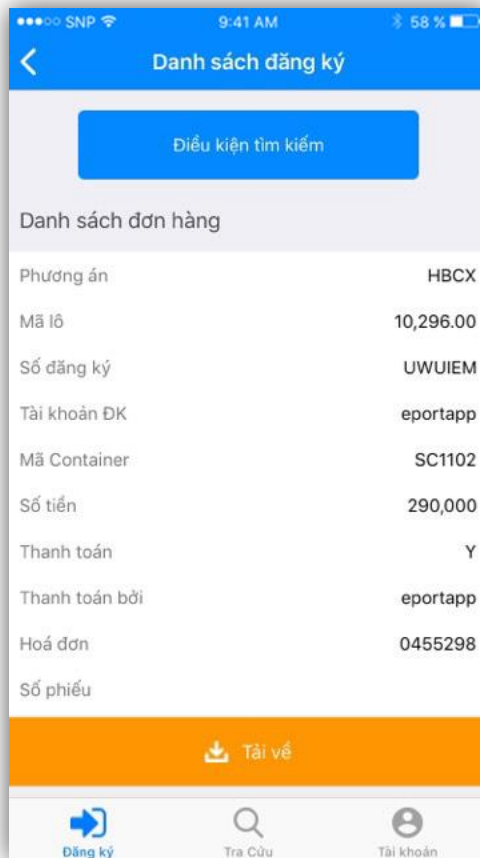 SNP 9:41 AM 58 %
Danh sách đăng ký
Điều kiện tìm kiếm
Danh sách đơn hàng
Phương án HBCX
Mã lô 10,296.00
Số đăng ký UWUIEM
Tài khoản ĐK eportapp
Mã Container SC1102
Số tiền 290,000
Thanh toán Y
Thanh toán bởi eportapp
Hoá đơn 0455298
Số phiếu
Tải về
Đăng ký Tra Cứu Tài khoản